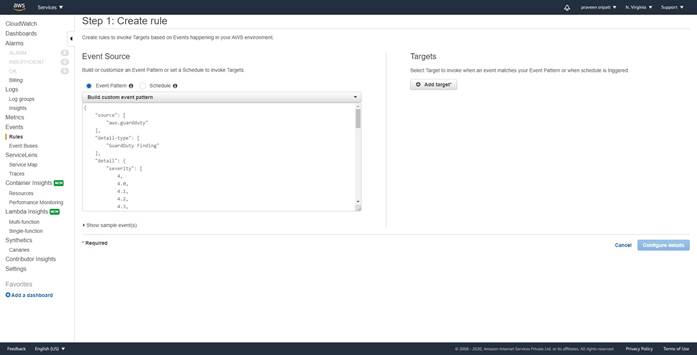 aws
Services
praveen sripati
N. Virginia
Support
CloudWatch
Dashboards
Alarms
ALARM
INSUFFICIENT
OK
Billing
Logs
Log groups
Insights
Metrics
Events
Rules
Event Buses
ServiceLens
Service Map
Traces
Container Insights NEW
Resources
Performance Monitoring
Lambda Insights NEW
Multi-function
Single-function
Synthetics
Canaries
Contributor Insights
Settings
Favorites
Add a dashboard
Step 1: Create rule
Create rules to invoke Targets based on Events happening in your AWS environment.
Event Source
Build or customize an Event Pattern or set a Schedule to invoke Targets.
Event Pattern
Schedule
Build custom event pattern
{
"source": [
"aws.guardduty"
],
"detail-type": [
"GuardDuty Finding"
],
"detail": {
"severity": [
4,
4.0,
4.1,
4.2,
4.3,
Show sample event(s)
* Required
Targets
Select Target to invoke when an event matches your Event Pattern or when schedule is triggered.
Add target*
Cancel
Configure details
Feedback
English (US)
© 2008 - 2020, Amazon Internet Services Private Ltd. or its affiliates. All rights reserved.
Privacy Policy
Terms of Use